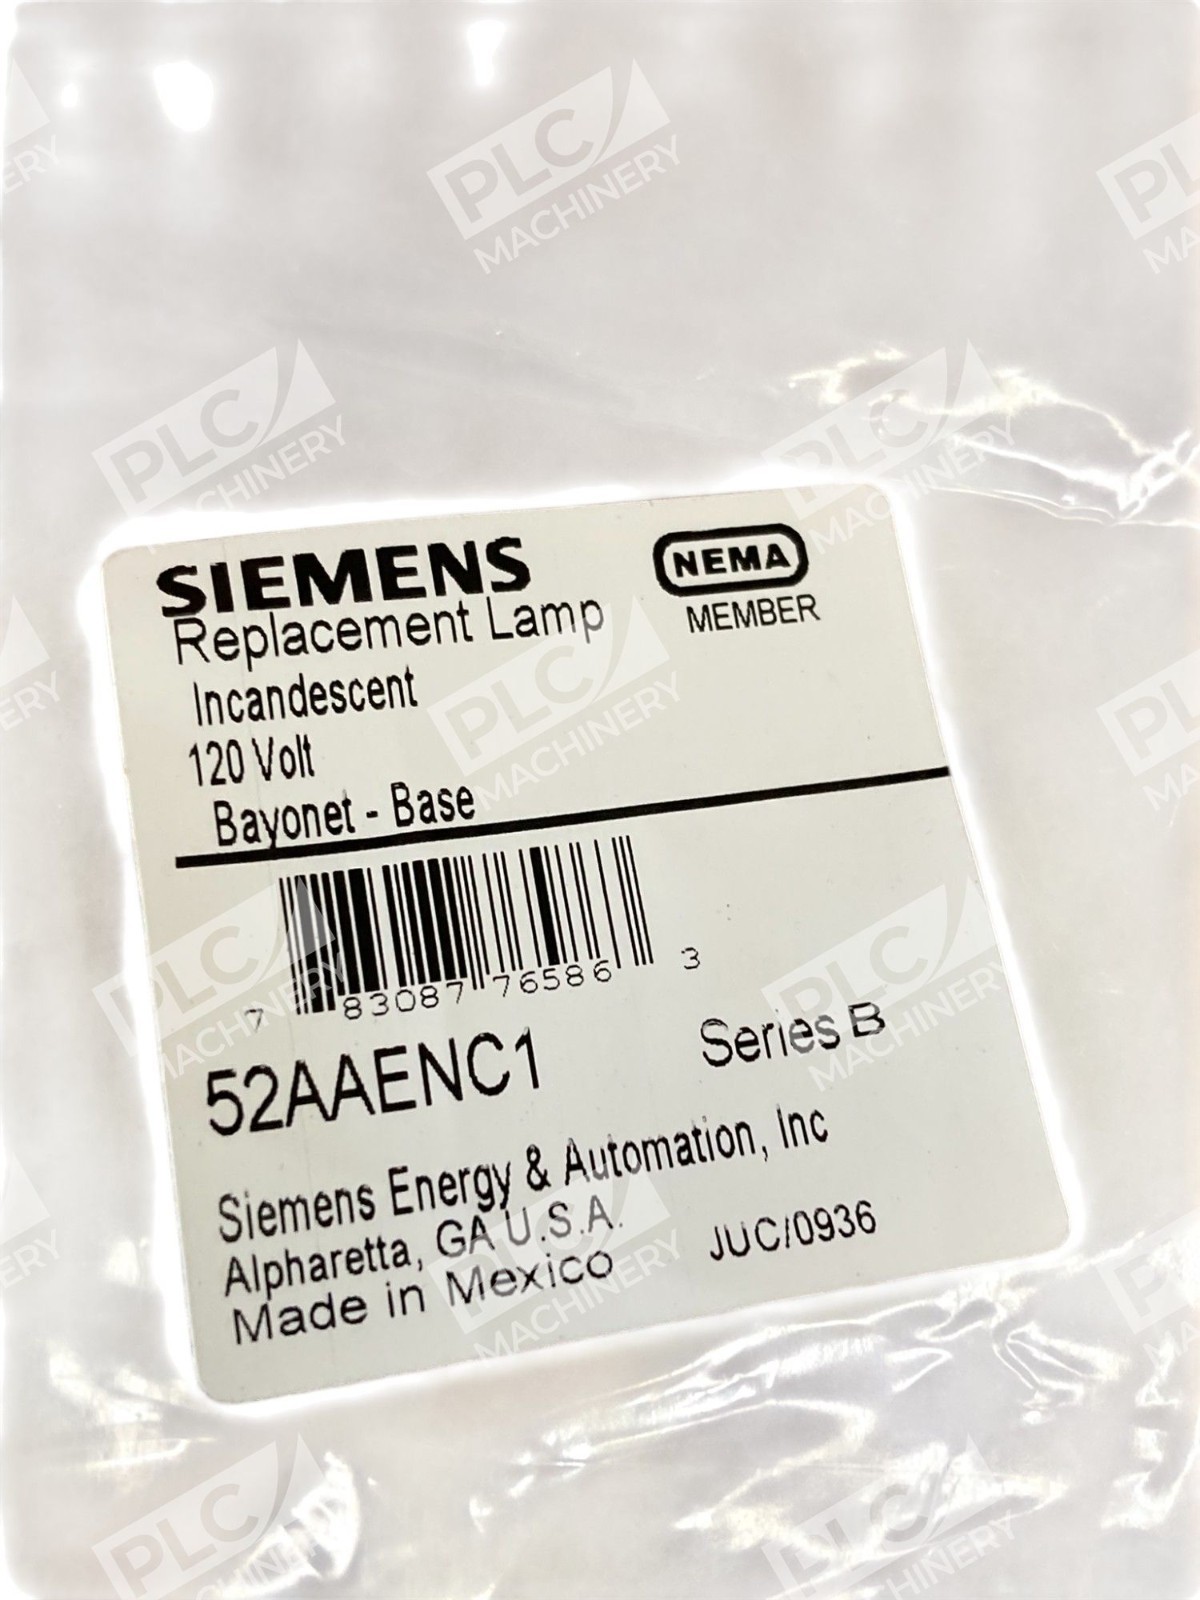 SIEMENS
NEMA
MEMBER
Replacement Lamp
Incandescent
120 Volt
Bayonet - Base
7 83087 76586 3
52AAENC1
Series B
Siemens Energy & Automation, Inc
Alpharetta, GA U.S.A.
Made in Mexico
JUC/0936
PLC MACHINERY